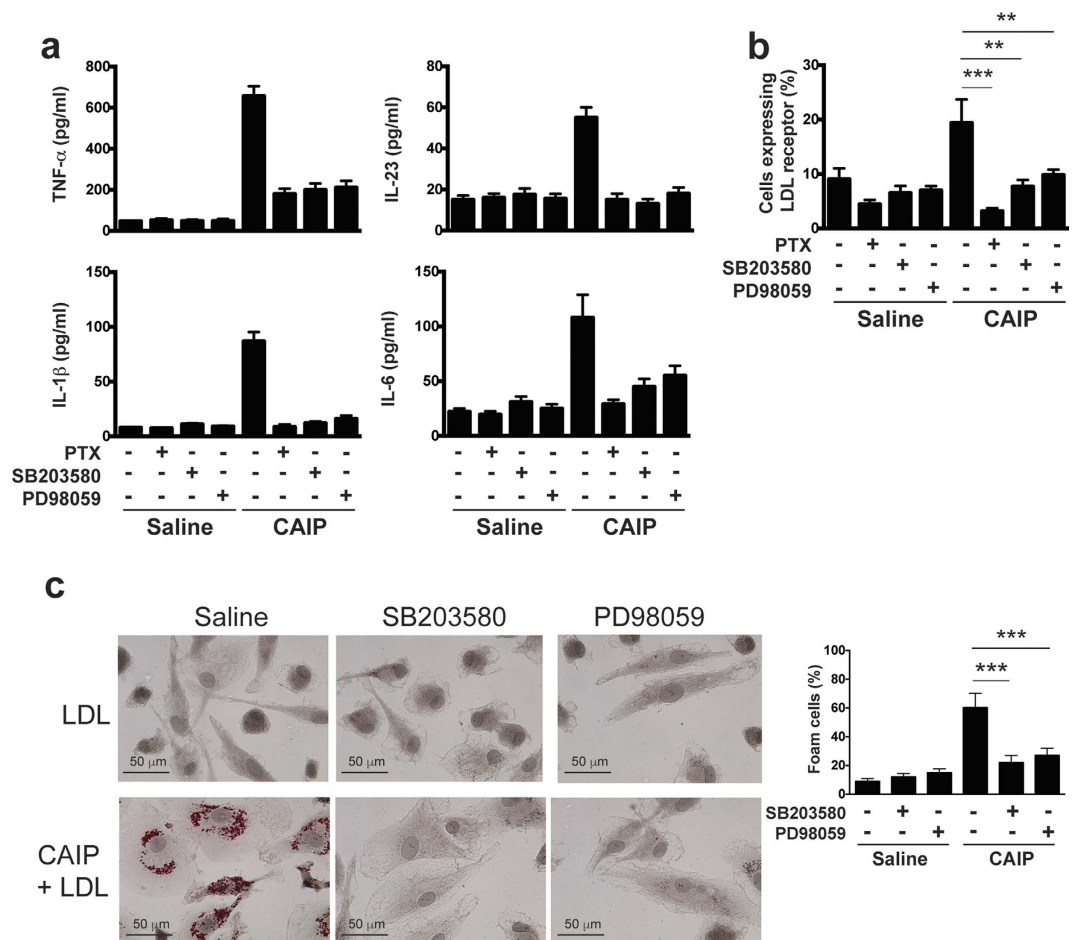 a
TNF-α (pg/ml)
800
600
400
200
0
IL-23 (pg/ml)
80
60
40
20
0
IL-1β (pg/ml)
150
100
50
0
IL-6 (pg/ml)
150
100
50
0
PTX - + - - - - + - - - + - - - + - -
SB203580 - - + - - - + - - - + - - - + -
PD98059 - - - + - - - + - - - + - - - +
Saline CAIP Saline CAIP
b
Cells expressing
LDL receptor (%)
30
20
10
0
**
**
***
PTX - + - - - + - -
SB203580 - - + - - - + -
PD98059 - - - + - - - +
Saline CAIP
c
Saline SB203580 PD98059
LDL
50 µm 50 µm 50 µm
CAIP
+ LDL
50 µm 50 µm 50 µm
Foam cells (%)
100
80
60
40
20
0
***
***
SB203580 - + - - + -
PD98059 - - + - - +
Saline CAIP